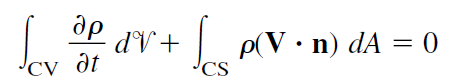 ∫_CV ∂ρ/∂t d𝒱 + ∫_CS ρ(𝐕 · 𝐧) dA = 0